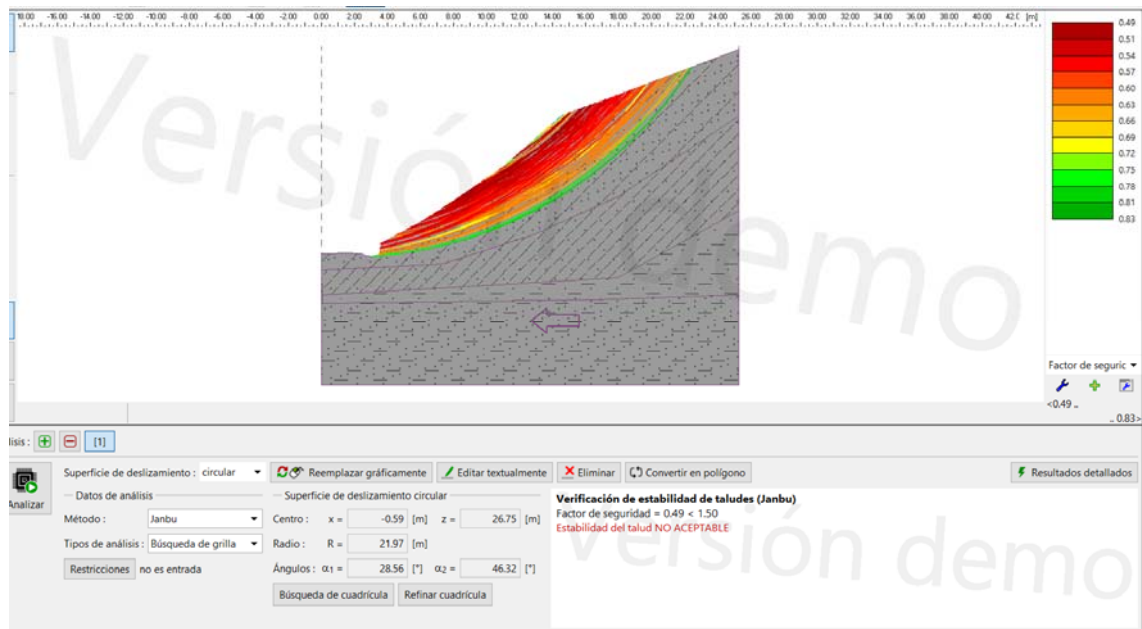 18.00 -16.00 -14.00 -12.00 -10.00 -8.00 -6.00 -4.00 -2.00 0.00 2.00 4.00 6.00 8.00 10.00 12.00 14.00 16.00 18.00 20.00 22.00 24.00 26.00 28.00 30.00 32.00 34.00 36.00 38.00 40.00 42.0 [m]
0.49
0.51
0.54
0.57
0.60
0.63
0.66
0.69
0.72
0.75
0.78
0.81
0.83
Versión demo
Factor de seguric
<0.49 ..
.. 0.83>
lisis : [1]
Analizar
Superficie de deslizamiento : circular
Reemplazar gráficamente
Editar textualmente
Eliminar
Convertir en polígono
Resultados detallados
Datos de análisis
Método : Janbu
Tipos de análisis : Búsqueda de grilla
Restricciones no es entrada
Superficie de deslizamiento circular
Centro : x = -0.59 [m] z = 26.75 [m]
Radio : R = 21.97 [m]
Ángulos : α1 = 28.56 [°] α2 = 46.32 [°]
Búsqueda de cuadrícula Refinar cuadrícula
Verificación de estabilidad de taludes (Janbu)
Factor de seguridad = 0.49 < 1.50
Estabilidad del talud NO ACEPTABLE
Versión demo